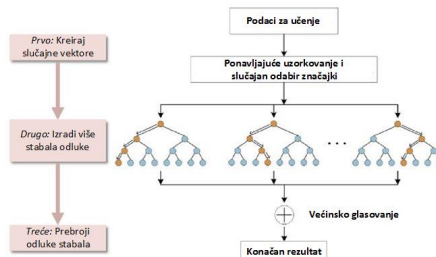 Prvo: Kreiraj
slučajne vektore
Drugo: Izradi više
stabala odluke
Treće: Prebroji
odluke stabala
Podaci za učenje
Ponavljajuće uzorkovanje i
slučajan odabir značajki
...
Većinsko glasovanje
Konačan rezultat